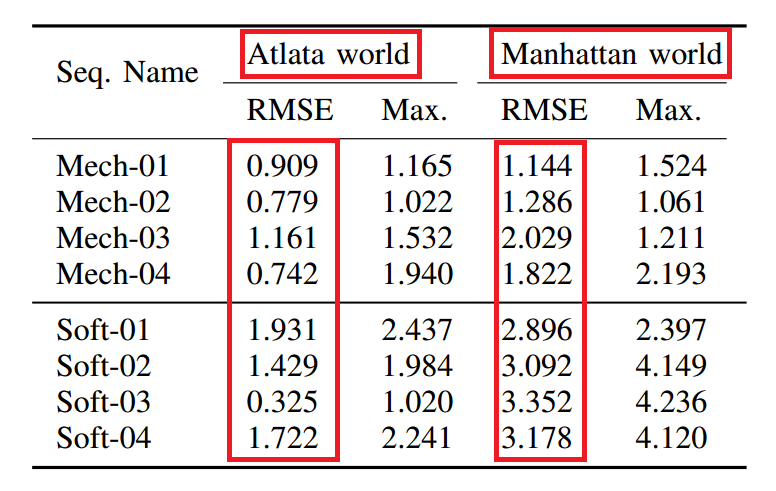 Seq. Name Atlata world Manhattan world
RMSE Max. RMSE Max.
Mech-01 0.909 1.165 1.144 1.524
Mech-02 0.779 1.022 1.286 1.061
Mech-03 1.161 1.532 2.029 1.211
Mech-04 0.742 1.940 1.822 2.193
Soft-01 1.931 2.437 2.896 2.397
Soft-02 1.429 1.984 3.092 4.149
Soft-03 0.325 1.020 3.352 4.236
Soft-04 1.722 2.241 3.178 4.120